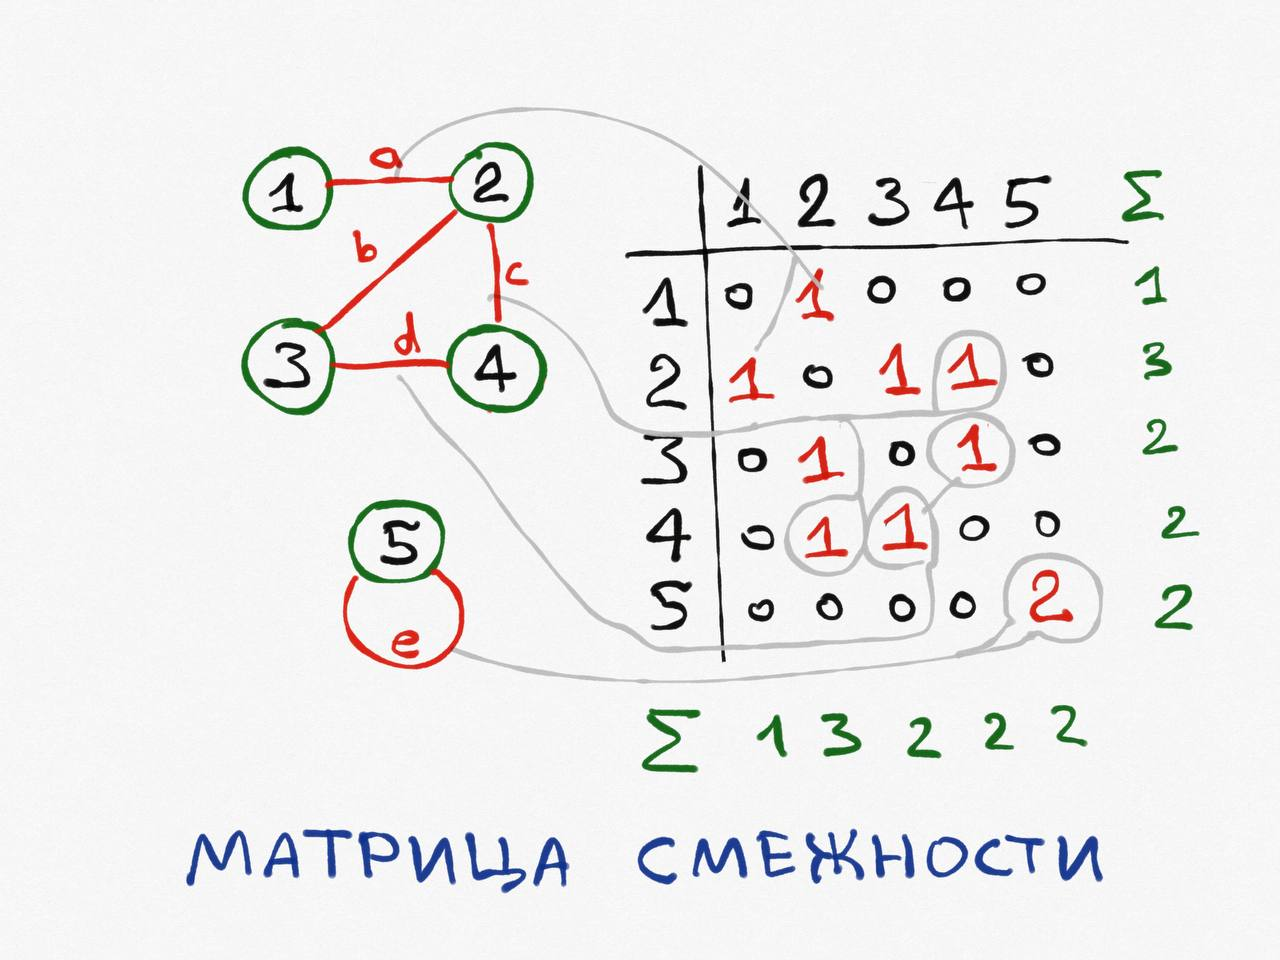 a
1 2
b c
3 d 4
5
e
1 2 3 4 5 Σ
1 0 1 0 0 0 1
2 1 0 1 1 0 3
3 0 1 0 1 0 2
4 0 1 1 0 0 2
5 0 0 0 0 2 2
Σ 1 3 2 2 2
МАТРИЦА СМЕЖНОСТИ